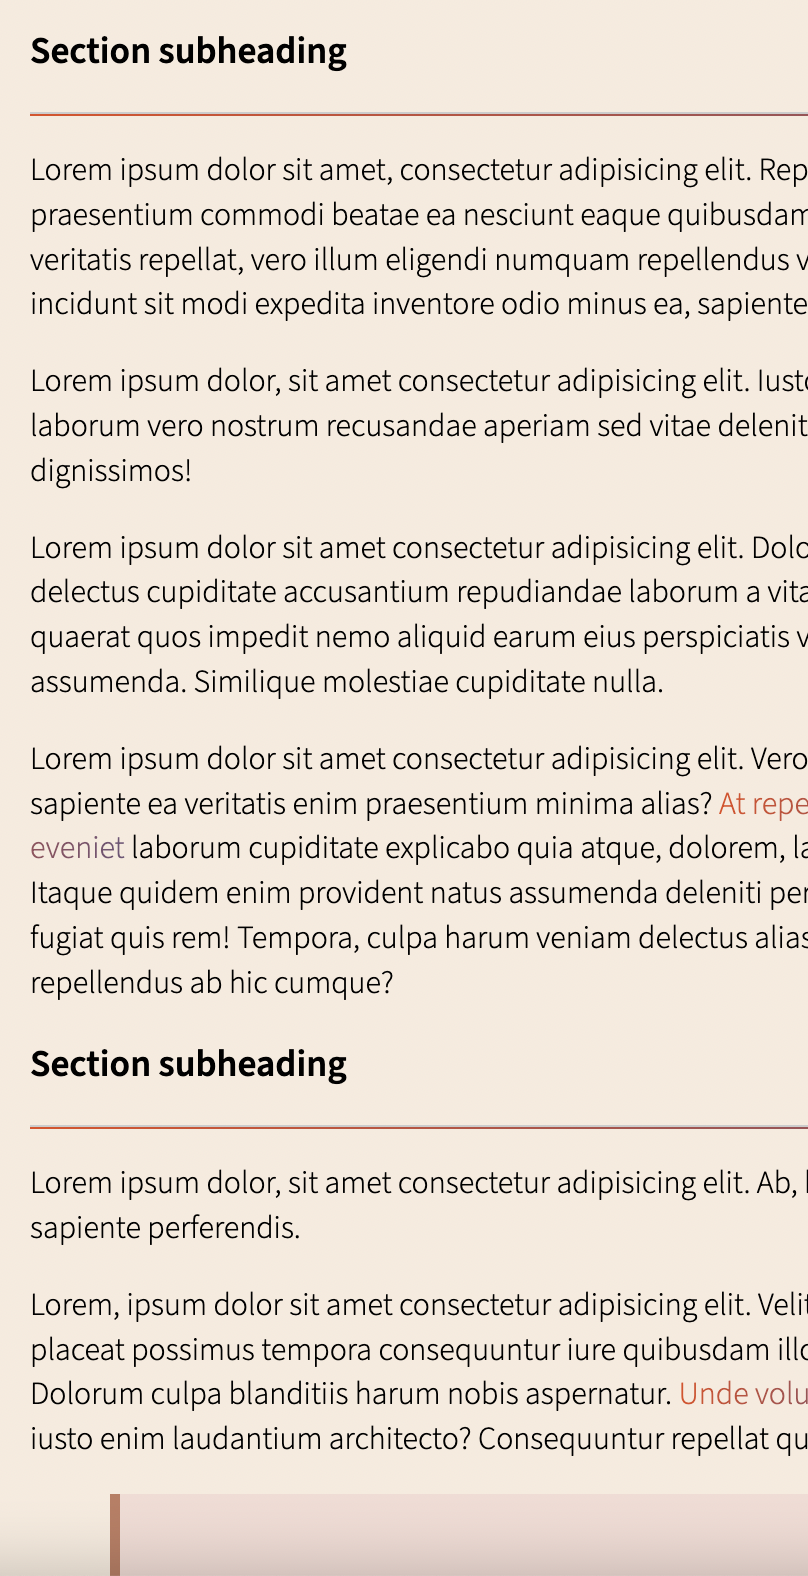 Section subheading
Lorem ipsum dolor sit amet, consectetur adipisicing elit. Rep
praesentium commodi beatae ea nesciunt eaque quibusdam
veritatis repellat, vero illum eligendi numquam repellendus v
incidunt sit modi expedita inventore odio minus ea, sapiente
Lorem ipsum dolor, sit amet consectetur adipisicing elit. Iusto
laborum vero nostrum recusandae aperiam sed vitae delenit
dignissimos!
Lorem ipsum dolor sit amet consectetur adipisicing elit. Dolo
delectus cupiditate accusantium repudiandae laborum a vita
quaerat quos impedit nemo aliquid earum eius perspiciatis v
assumenda. Similique molestiae cupiditate nulla.
Lorem ipsum dolor sit amet consectetur adipisicing elit. Vero
sapiente ea veritatis enim praesentium minima alias? At repe
eveniet laborum cupiditate explicabo quia atque, dolorem, la
Itaque quidem enim provident natus assumenda deleniti per
fugiat quis rem! Tempora, culpa harum veniam delectus alias
repellendus ab hic cumque?
Section subheading
Lorem ipsum dolor, sit amet consectetur adipisicing elit. Ab,
sapiente perferendis.
Lorem, ipsum dolor sit amet consectetur adipisicing elit. Velit
placeat possimus tempora consequuntur iure quibusdam illo
Dolorum culpa blanditiis harum nobis aspernatur. Unde volu
iusto enim laudantium architecto? Consequuntur repellat qu